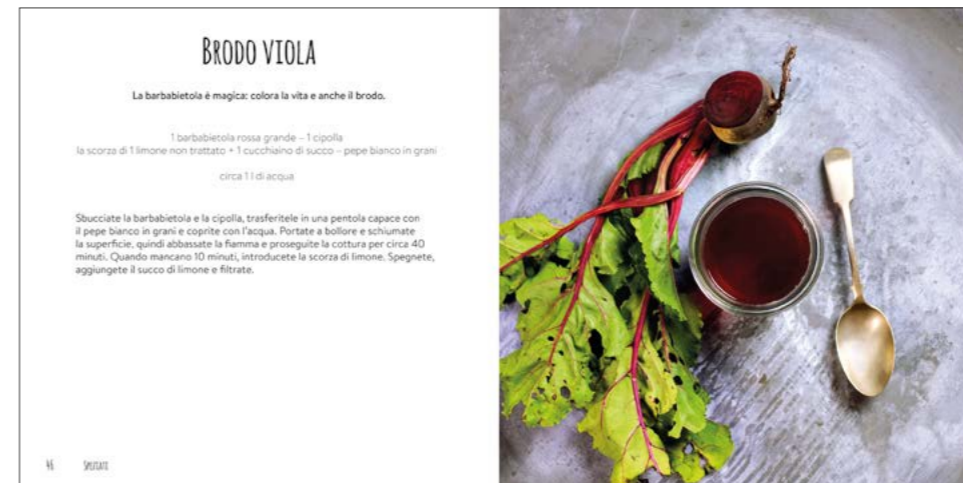 BRODO VIOLA
La barbabietola è magica: colora la vita e anche il brodo.
1 barbabietola rossa grande – 1 cipolla
la scorza di 1 limone non trattato + 1 cucchiaino di succo – pepe bianco in grani
circa 1 l di acqua
Sbucciate la barbabietola e la cipolla, trasferitele in una pentola capace con
il pepe bianco in grani e coprite con l'acqua. Portate a bollore e schiumate
la superficie, quindi abbassate la fiamma e proseguite la cottura per circa 40
minuti. Quando mancano 10 minuti, introducete la scorza di limone. Spegnete,
aggiungete il succo di limone e filtrate.